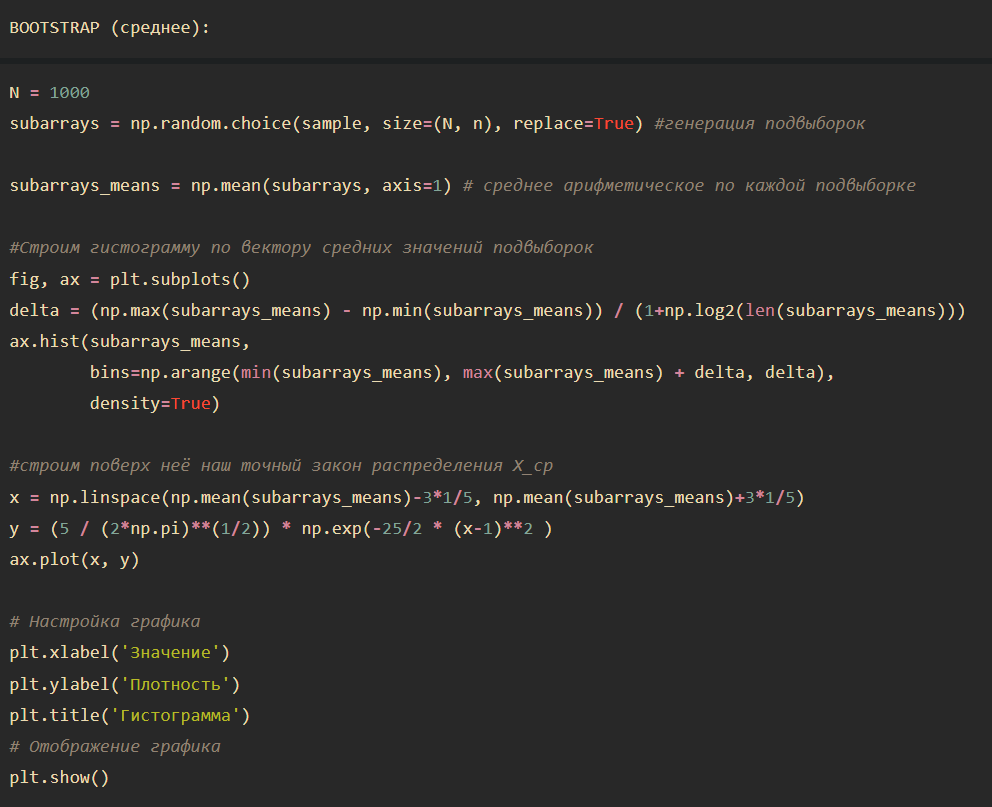 BOOTSTRAP (среднее):
N = 1000
subarrays = np.random.choice(sample, size=(N, n), replace=True) #генерация подвыборок
subarrays_means = np.mean(subarrays, axis=1) # среднее арифметическое по каждой подвыборке
#Строим гистограмму по вектору средних значений подвыборок
fig, ax = plt.subplots()
delta = (np.max(subarrays_means) - np.min(subarrays_means)) / (1+np.log2(len(subarrays_means)))
ax.hist(subarrays_means,
        bins=np.arange(min(subarrays_means), max(subarrays_means) + delta, delta),
        density=True)
#строим поверх неё наш точный закон распределения X_ср
x = np.linspace(np.mean(subarrays_means)-3*1/5, np.mean(subarrays_means)+3*1/5)
y = (5 / (2*np.pi)**(1/2)) * np.exp(-25/2 * (x-1)**2 )
ax.plot(x, y)
# Настройка графика
plt.xlabel('Значение')
plt.ylabel('Плотность')
plt.title('Гистограмма')
# Отображение графика
plt.show()